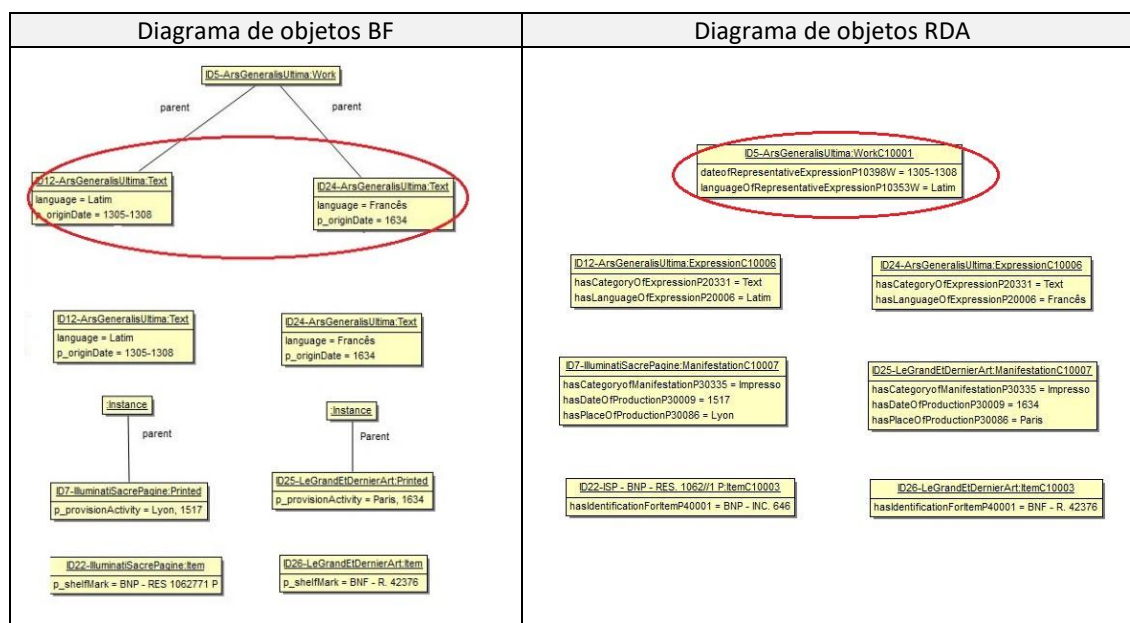 Diagrama de objetos BF
ID5-ArsGeneralisUltima:Work
parent
parent
ID12-ArsGeneralisUltima:Text
language = Latim
p_originDate = 1305-1308
ID24-ArsGeneralisUltima:Text
language = Francês
p_originDate = 1634
ID12-ArsGeneralisUltima:Text
language = Latim
p_originDate = 1305-1308
ID24-ArsGeneralisUltima:Text
language = Francês
p_originDate = 1634
:Instance
parent
:Instance
Parent
ID7-IlluminatiSacrePagine:Printed
p_provisionActivity = Lyon, 1517
ID25-LeGrandEtDernierArt:Printed
p_provisionActivity = Paris, 1634
ID22-IlluminatiSacrePagine:Item
p_shelfMark = BNP - RES 1062771 P
ID26-LeGrandEtDernierArt:Item
p_shelfMark = BNF - R. 42376
Diagrama de objetos RDA
ID5-ArsGeneralisUltima:WorkC10001
dateofRepresentativeExpressionP10398W = 1305-1308
languageOfRepresentativeExpressionP10353W = Latim
ID12-ArsGeneralisUltima:ExpressionC10006
hasCategoryOfExpressionP20331 = Text
hasLanguageOfExpressionP20006 = Latim
ID24-ArsGeneralisUltima:ExpressionC10006
hasCategoryOfExpressionP20331 = Text
hasLanguageOfExpressionP20006 = Francês
ID7-IlluminatiSacrePagine:ManifestationC10007
hasCategoryofManifestationP30335 = Impresso
hasDateOfProductionP30009 = 1517
hasPlaceOfProductionP30086 = Lyon
ID25-LeGrandEtDernierArt:ManifestationC10007
hasCategoryofManifestationP30335 = Impresso
hasDateOfProductionP30009 = 1634
hasPlaceOfProductionP30086 = Paris
ID22-ISP - BNP - RES. 1062//1 P:ItemC10003
hasIdentificationForItemP40001 = BNP - INC. 646
ID26-LeGrandEtDernierArt:ItemC10003
hasIdentificationForItemP40001 = BNF - R. 42376